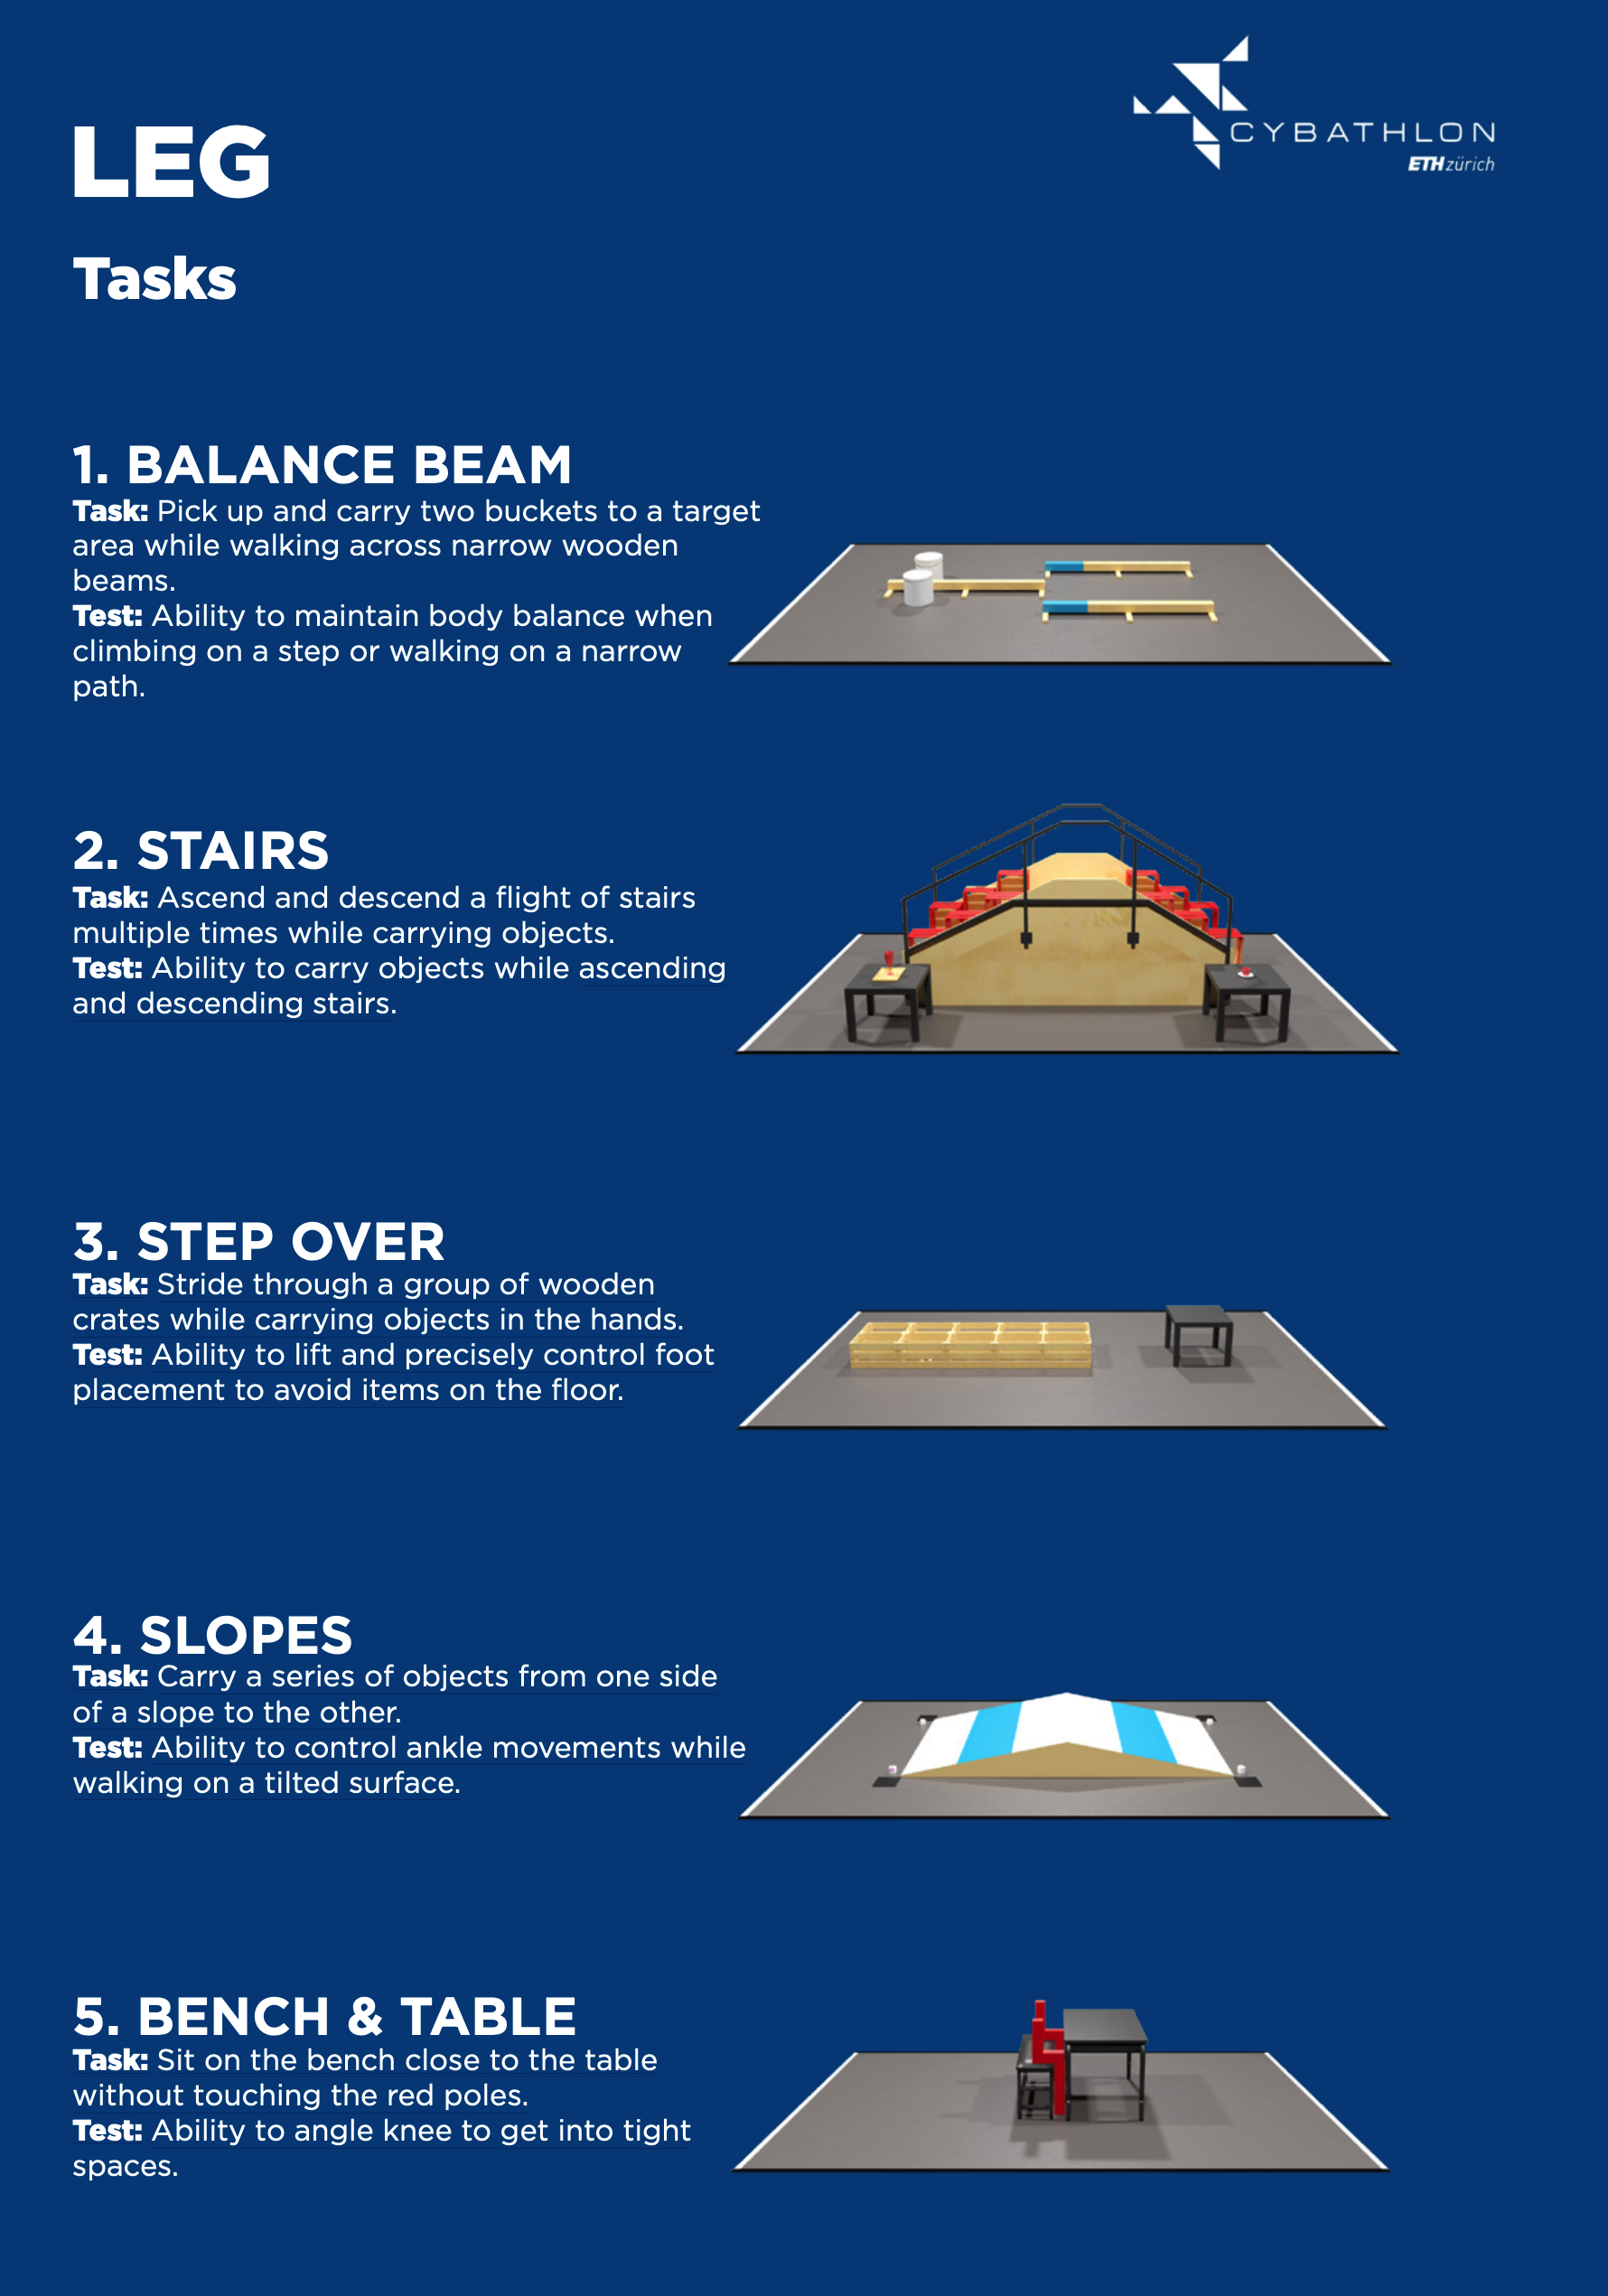 LEG
CYBATHLON
ETH zürich
Tasks
1. BALANCE BEAM
Task: Pick up and carry two buckets to a target
area while walking across narrow wooden
beams.
Test: Ability to maintain body balance when
climbing on a step or walking on a narrow
path.
2. STAIRS
Task: Ascend and descend a flight of stairs
multiple times while carrying objects.
Test: Ability to carry objects while ascending
and descending stairs.
3. STEP OVER
Task: Stride through a group of wooden
crates while carrying objects in the hands.
Test: Ability to lift and precisely control foot
placement to avoid items on the floor.
4. SLOPES
Task: Carry a series of objects from one side
of a slope to the other.
Test: Ability to control ankle movements while
walking on a tilted surface.
5. BENCH & TABLE
Task: Sit on the bench close to the table
without touching the red poles.
Test: Ability to angle knee to get into tight
spaces.